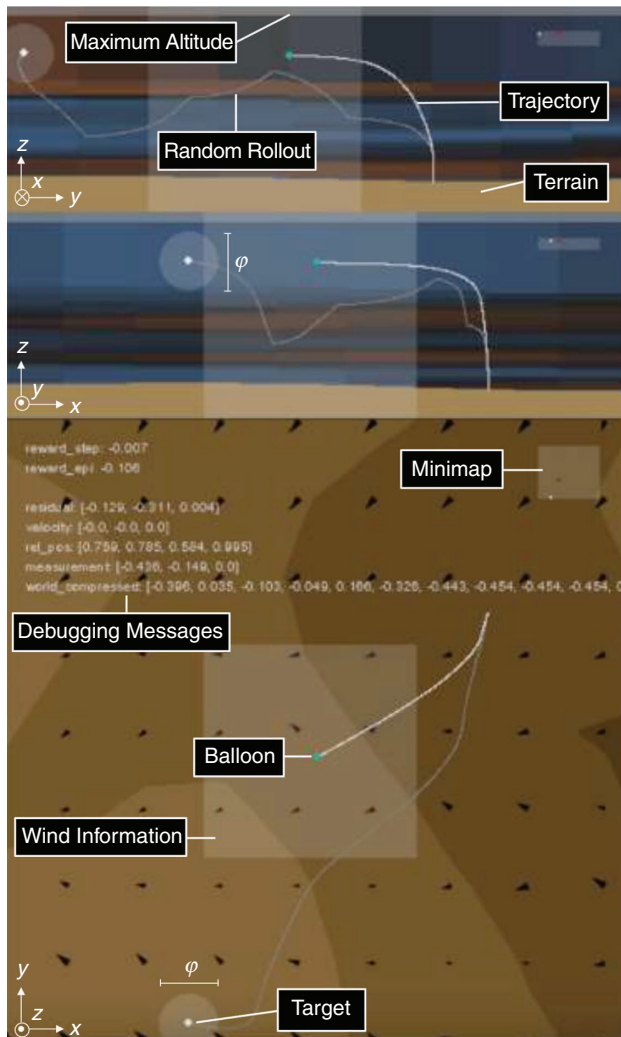 Maximum Altitude
Trajectory
Random Rollout
Terrain
z
x
y
φ
z
y
x
reward_step: -0.007
reward_epi: -0.106
Minimap
residual: [-0.129, -0.311, 0.004]
velocity: [-0.0, -0.0, 0.0]
rel_pos: [0.759, 0.785, 0.584, 0.995]
measurement: [-0.436, -0.149, 0.0]
world_compressed: [-0.396, 0.035, -0.103, -0.049, 0.166, -0.326, -0.443, -0.454, -0.454, -0.454, 0
Debugging Messages
Balloon
Wind Information
y
φ
Target
z
x